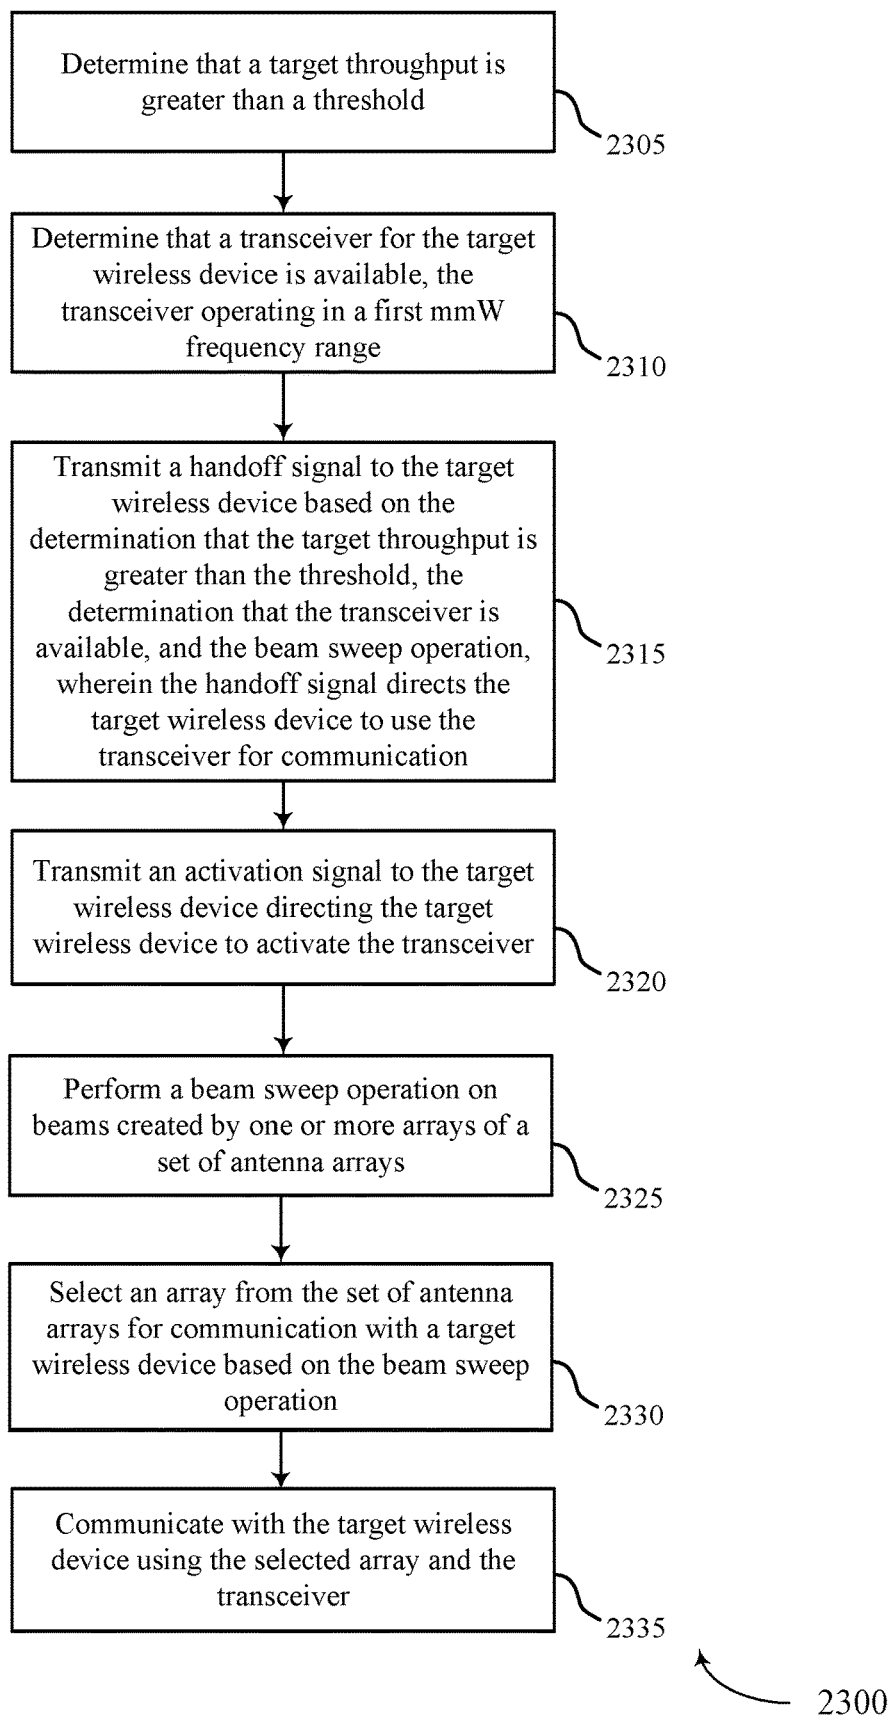 Determine that a target throughput is
greater than a threshold
2305
Determine that a transceiver for the target
wireless device is available, the
transceiver operating in a first mmW
frequency range
2310
Transmit a handoff signal to the target
wireless device based on the
determination that the target throughput is
greater than the threshold, the
determination that the transceiver is
available, and the beam sweep operation,
wherein the handoff signal directs the
target wireless device to use the
transceiver for communication
2315
Transmit an activation signal to the target
wireless device directing the target
wireless device to activate the transceiver
2320
Perform a beam sweep operation on
beams created by one or more arrays of a
set of antenna arrays
2325
Select an array from the set of antenna
arrays for communication with a target
wireless device based on the beam sweep
operation
2330
Communicate with the target wireless
device using the selected array and the
transceiver
2335
2300